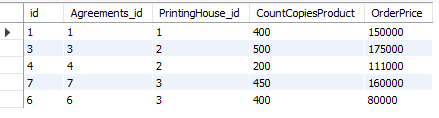 id Agreements_id PrintingHouse_id CountCopiesProduct OrderPrice
1 1 1 400 150000
3 3 2 500 175000
4 4 2 200 111000
7 7 3 450 160000
6 6 3 400 80000